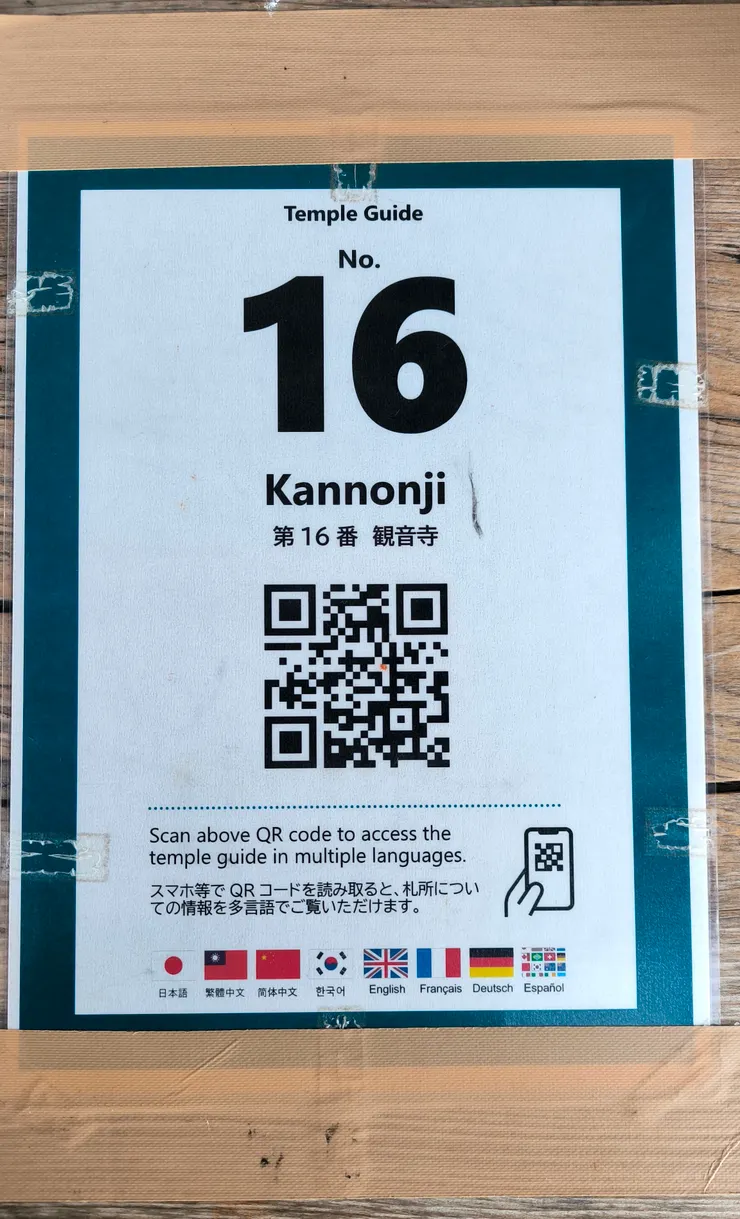 Temple Guide
No.
16
Kannonji
第 16 番 観音寺
Scan above QR code to access the
temple guide in multiple languages.
スマホ等で QR コードを読み取ると、札所につい
ての情報を多言語でご覧いただけます。
日本語 繁體中文 简体中文 한국어 English Français Deutsch Español